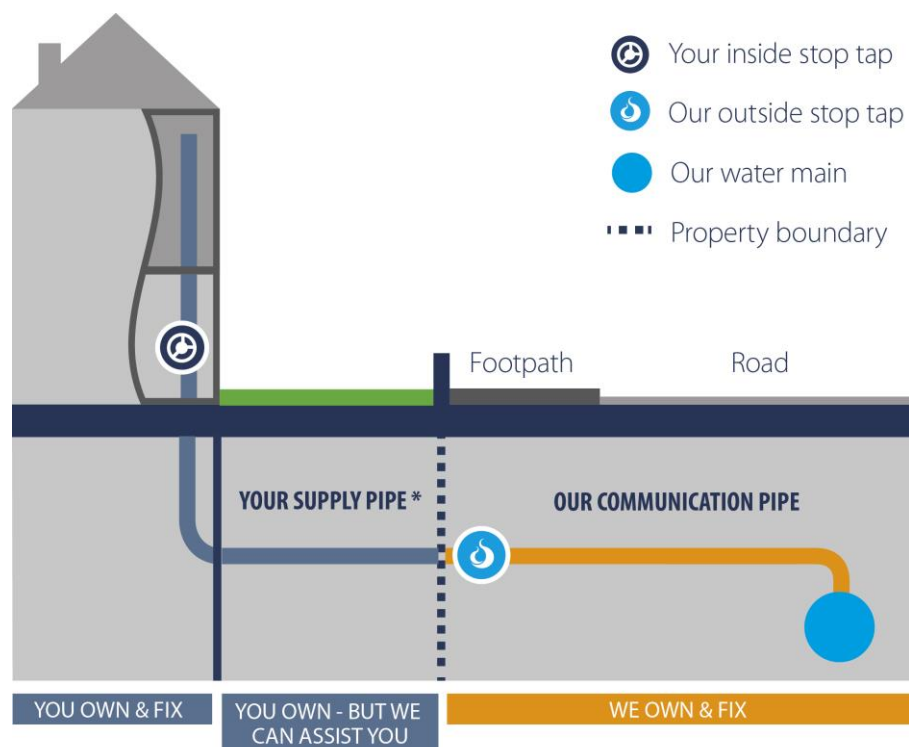 Your inside stop tap
Our outside stop tap
Our water main
Property boundary
Footpath
Road
YOUR SUPPLY PIPE *
OUR COMMUNICATION PIPE
YOU OWN & FIX
YOU OWN - BUT WE
CAN ASSIST YOU
WE OWN & FIX